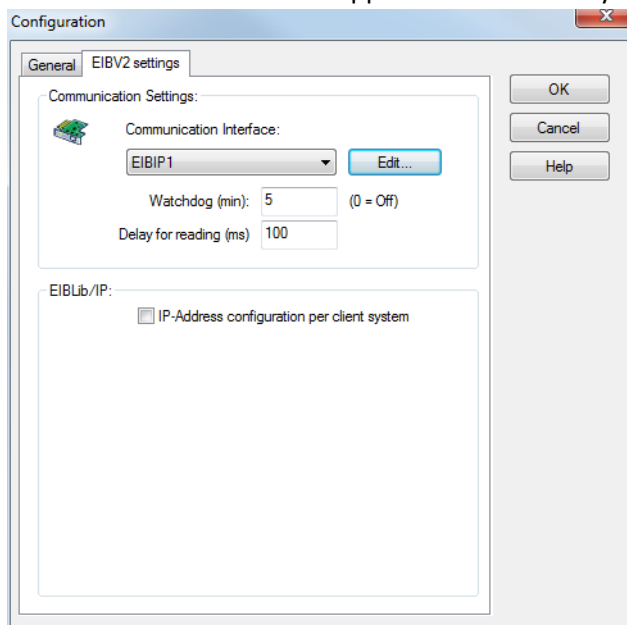 Configuration
General EIBV2 settings
Communication Settings:
Communication Interface:
EIBIP1 Edit...
Watchdog (min): 5 (0 = Off)
Delay for reading (ms) 100
EIBLib/IP:
IP-Address configuration per client system
OK
Cancel
Help